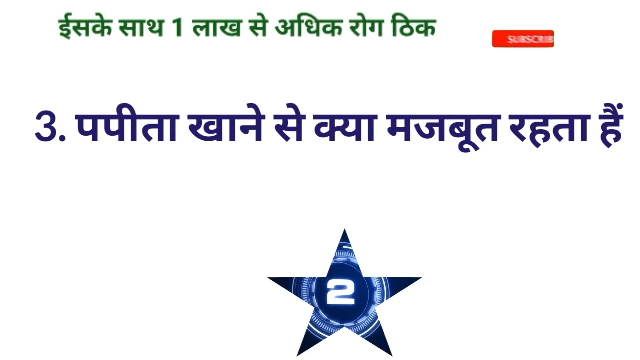 ईसके साथ 1 लाख से अधिक रोग ठिक
SUBSCRIB
3. पपीता खाने से क्या मजबूत रहता हैं
2